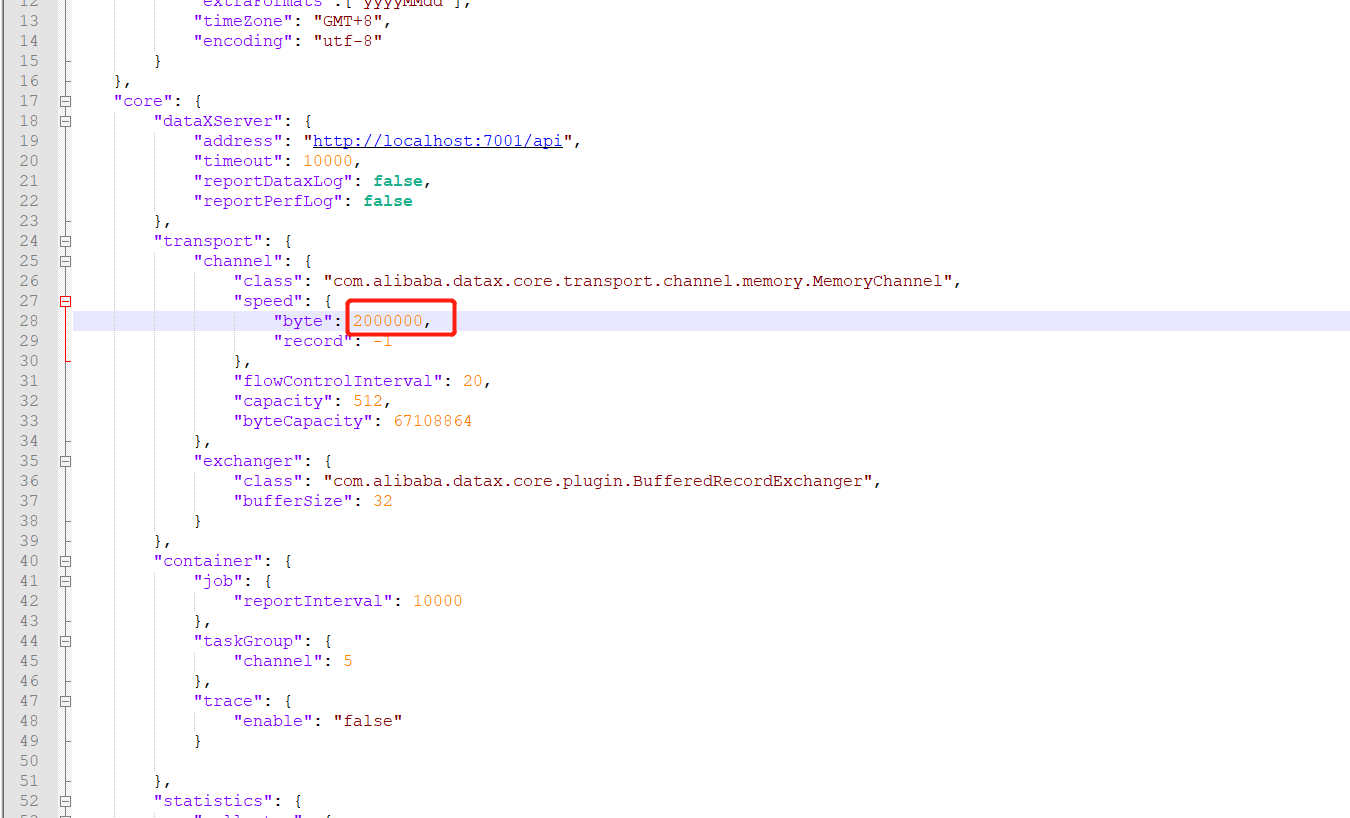 12 "extraFormats":["yyyyMMdd"],
13 "timeZone": "GMT+8",
14 "encoding": "utf-8"
15 }
16 },
17 "core": {
18 "dataXServer": {
19 "address": "http://localhost:7001/api",
20 "timeout": 10000,
21 "reportDataxLog": false,
22 "reportPerfLog": false
23 },
24 "transport": {
25 "channel": {
26 "class": "com.alibaba.datax.core.transport.channel.memory.MemoryChannel",
27 "speed": {
28 "byte": 2000000,
29 "record": -1
30 },
31 "flowControlInterval": 20,
32 "capacity": 512,
33 "byteCapacity": 67108864
34 },
35 "exchanger": {
36 "class": "com.alibaba.datax.core.plugin.BufferedRecordExchanger",
37 "bufferSize": 32
38 }
39 },
40 "container": {
41 "job": {
42 "reportInterval": 10000
43 },
44 "taskGroup": {
45 "channel": 5
46 },
47 "trace": {
48 "enable": "false"
49 }
50
51 },
52 "statistics": {